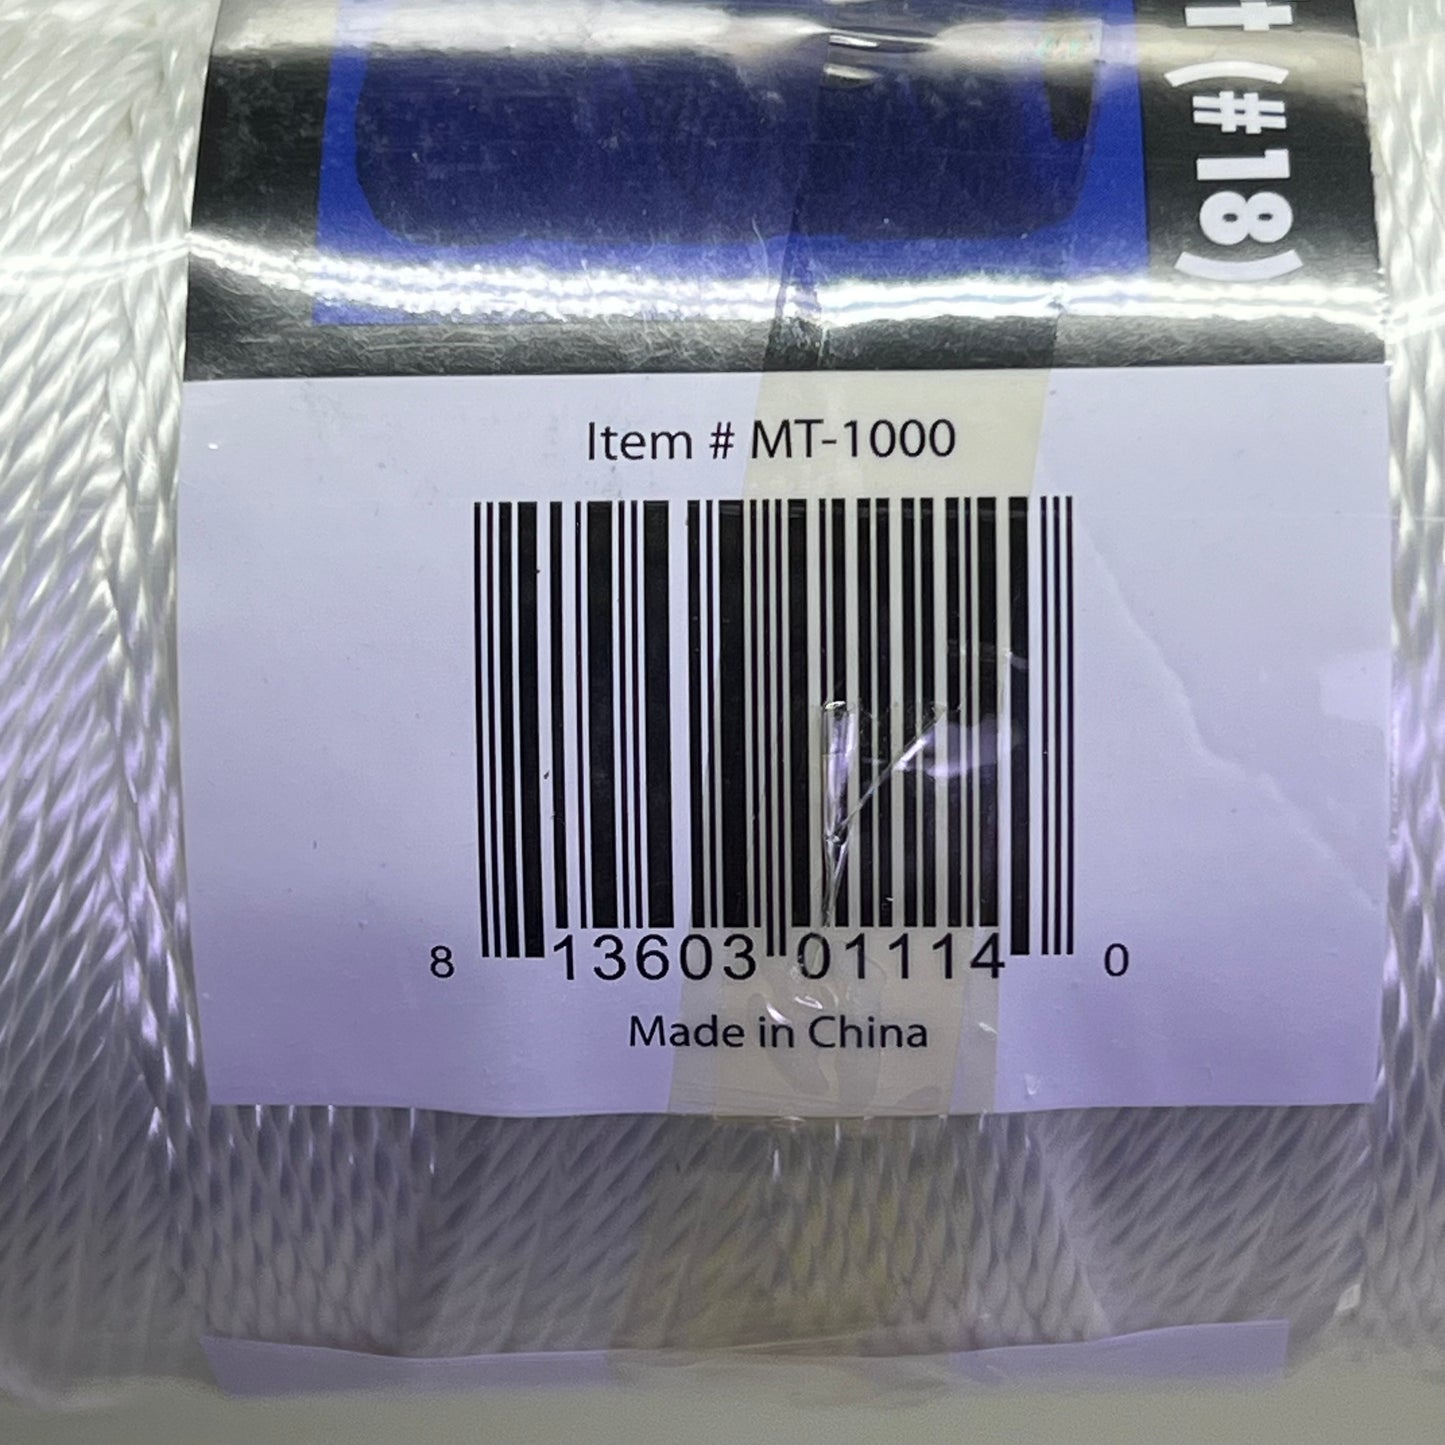 (#18)
Item # MT-1000
8 13603 01114 0
Made in China